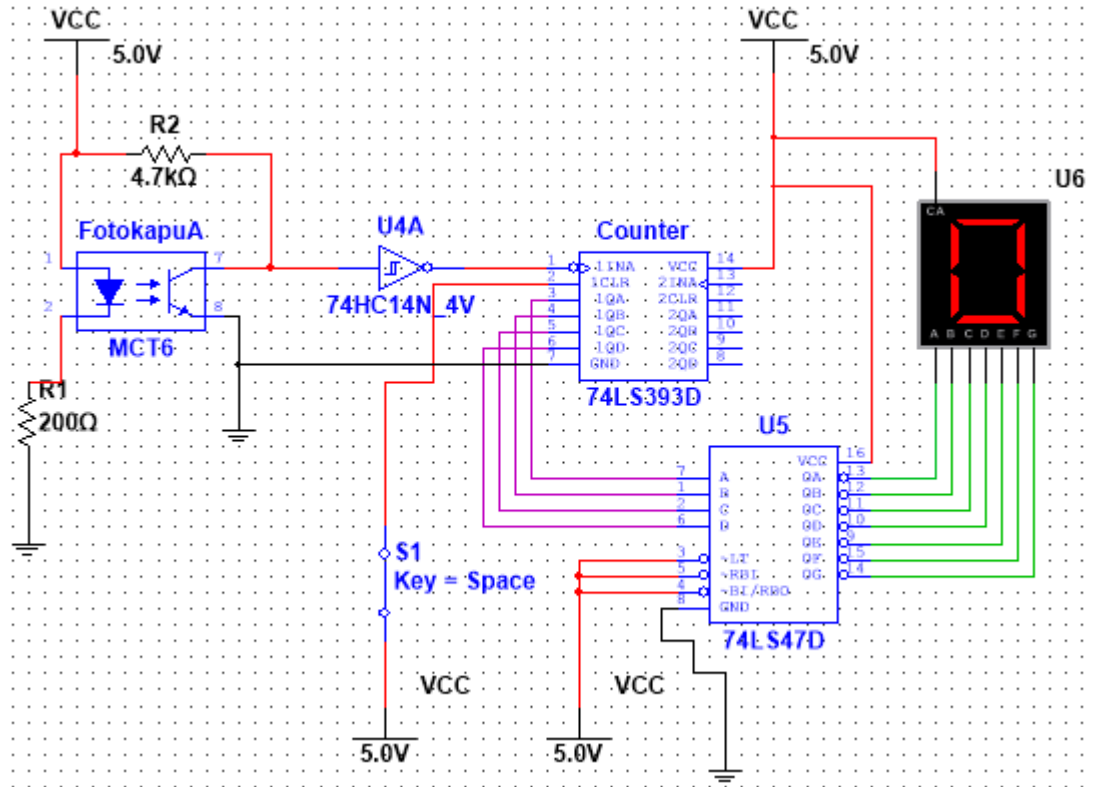 VCC
5.0V
R2
4.7kΩ
FotokapuA
1
2
7
8
MCT6
R1
200Ω
U4A
74HC14N_4V
Counter
1
2
3
4
5
6
7
1INA
1CLR
1QA
1QB
1QC
1QD
GND
VCC
2INA
2CLR
2QA
2QB
2QC
2QD
14
13
12
11
10
9
8
74LS393D
VCC
5.0V
U6
CA
A B C D E F G
U5
7
1
2
6
3
5
4
8
A
B
C
D
~LT
~RBI
~BI/RBO
GND
VCC
QA
QB
QC
QD
QE
QF
QG
16
13
12
11
10
9
15
14
74LS47D
S1
Key = Space
VCC
5.0V
VCC
5.0V